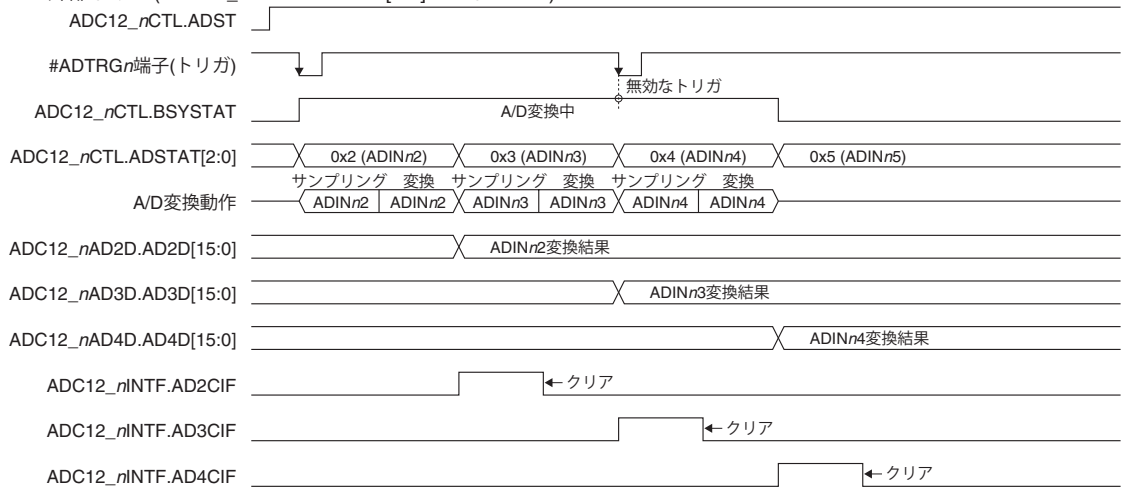 ADC12_nCTL.ADST
#ADTRGn端子(トリガ)
無効なトリガ
ADC12_nCTL.BSYSTAT
A/D変換中
ADC12_nCTL.ADSTAT[2:0]
0x2 (ADINn2) 0x3 (ADINn3) 0x4 (ADINn4) 0x5 (ADINn5)
サンプリング 変換 サンプリング 変換 サンプリング 変換
A/D変換動作
ADINn2 ADINn2 ADINn3 ADINn3 ADINn4 ADINn4
ADC12_nAD2D.AD2D[15:0]
ADINn2変換結果
ADC12_nAD3D.AD3D[15:0]
ADINn3変換結果
ADC12_nAD4D.AD4D[15:0]
ADINn4変換結果
ADC12_nINTF.AD2CIF
クリア
ADC12_nINTF.AD3CIF
クリア
ADC12_nINTF.AD4CIF
クリア